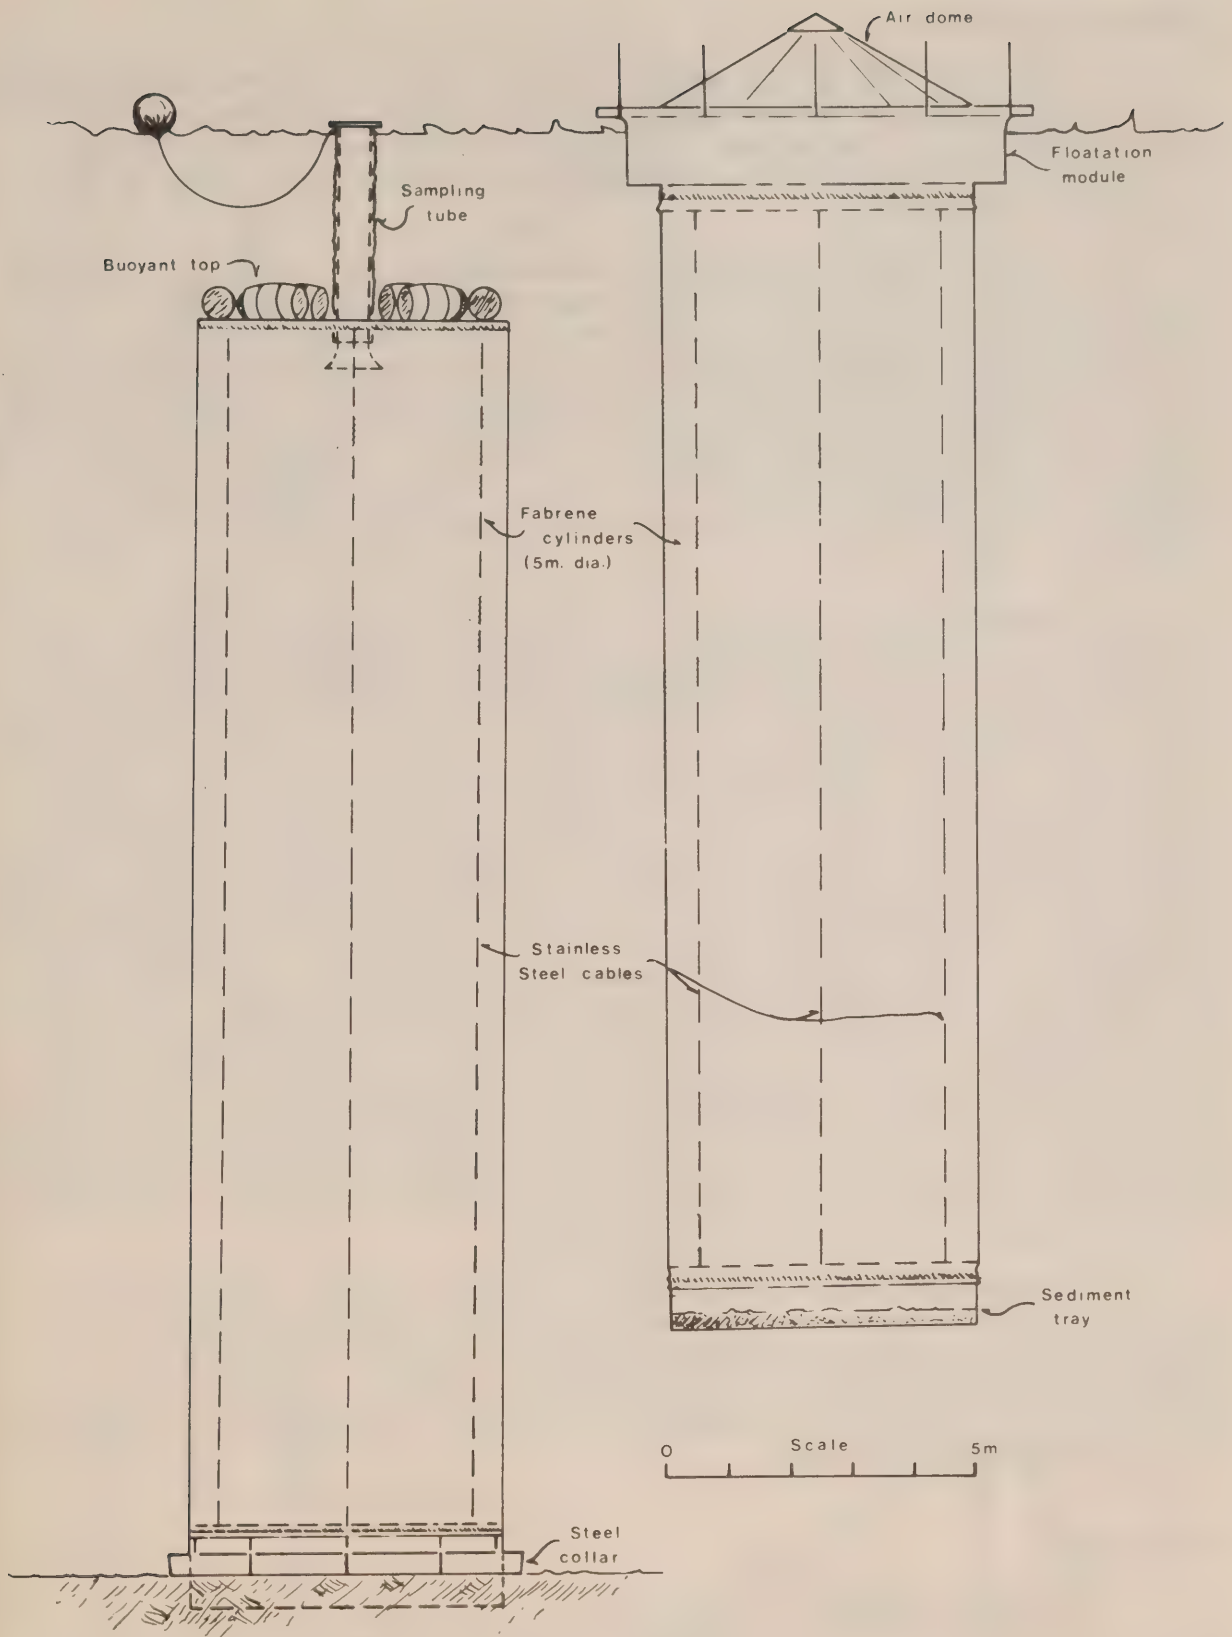 Air dome
Floatation
module
Sampling
tube
Buoyant top
Fabrene
cylinders
(5m. dia.)
Stainless
Steel cables
Sediment
tray
0 Scale 5m
Steel
collar